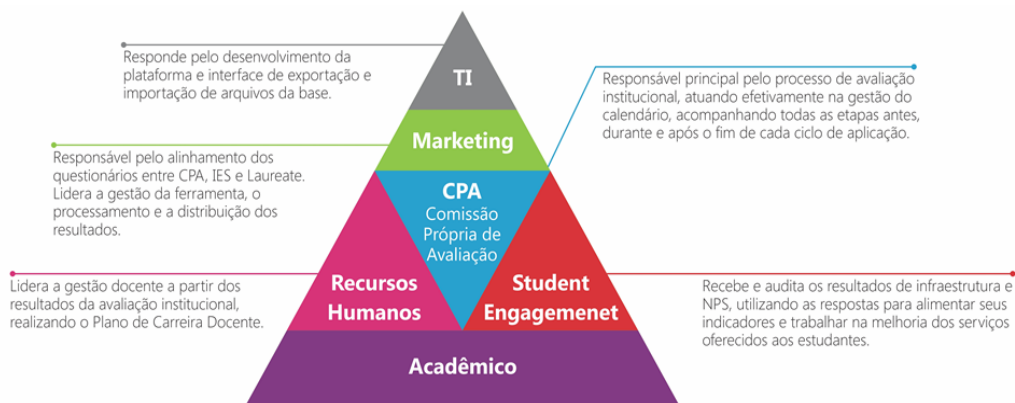 Responde pelo desenvolvimento da
plataforma e interface de exportação e
importação de arquivos da base.
TI
Responsável principal pelo processo de avaliação
institucional, atuando efetivamente na gestão do
calendário, acompanhando todas as etapas antes,
durante e após o fim de cada ciclo de aplicação.
Marketing
Responsável pelo alinhamento dos
questionários entre CPA, IES e Laureate.
Lidera a gestão da ferramenta, o
processamento e a distribuição dos
resultados.
CPA
Comissão
Própria de
Avaliação
Lidera a gestão docente a partir dos
resultados da avaliação institucional,
realizando o Plano de Carreira Docente.
Recursos
Humanos
Student
Engagemenet
Recebe e audita os resultados de infraestrutura e
NPS, utilizando as respostas para alimentar seus
indicadores e trabalhar na melhoria dos serviços
oferecidos aos estudantes.
Acadêmico